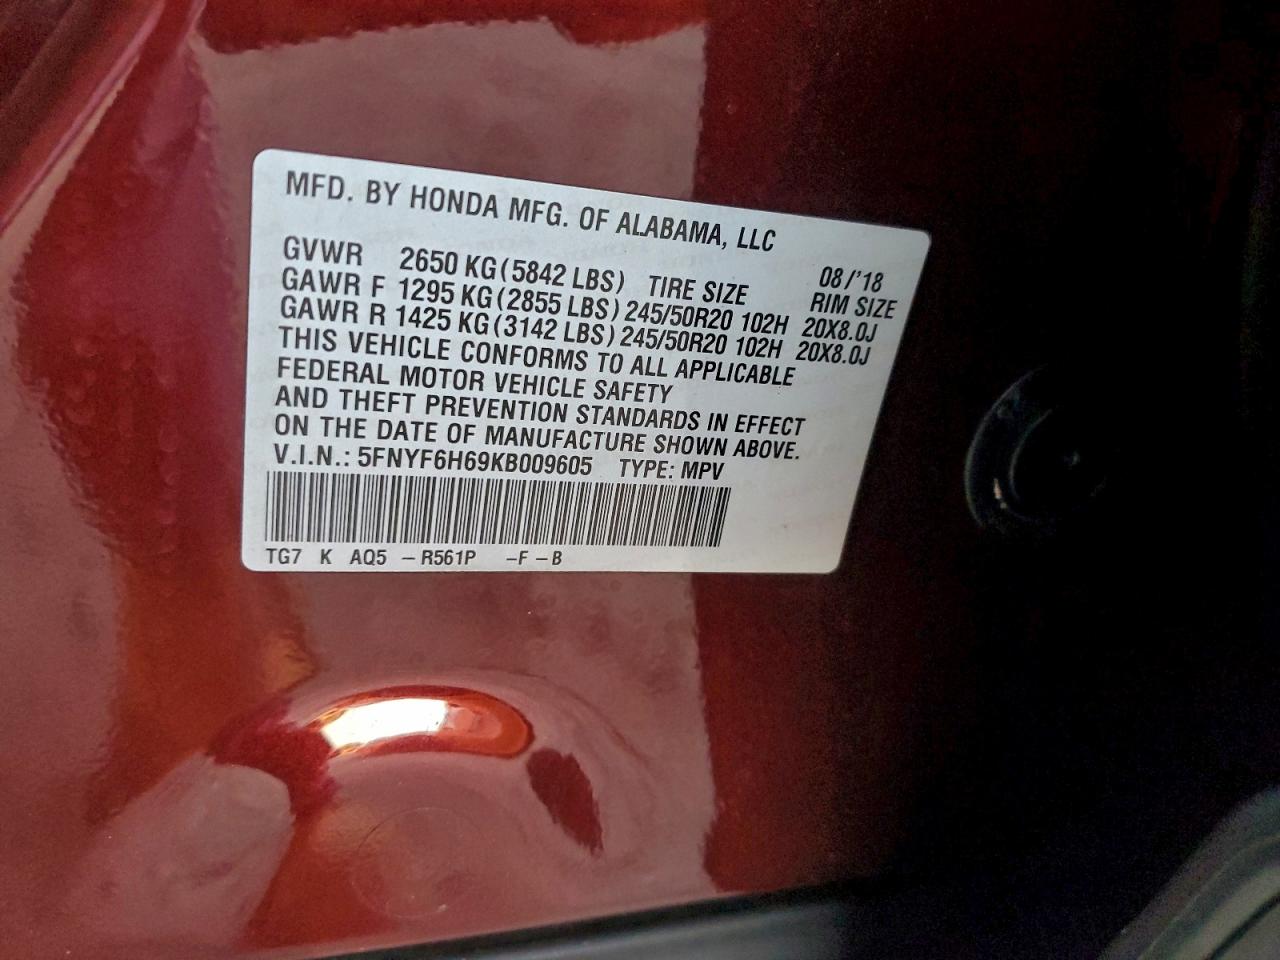 MFD. BY HONDA MFG. OF ALABAMA, LLC
08/'18
GVWR 2650 KG(5842 LBS) TIRE SIZE RIM SIZE
GAWR F 1295 KG(2855 LBS) 245/50R20 102H 20X8.0J
GAWR R 1425 KG(3142 LBS) 245/50R20 102H 20X8.0J
THIS VEHICLE CONFORMS TO ALL APPLICABLE
FEDERAL MOTOR VEHICLE SAFETY
AND THEFT PREVENTION STANDARDS IN EFFECT
ON THE DATE OF MANUFACTURE SHOWN ABOVE.
V.I.N.: 5FNYF6H69KB009605 TYPE: MPV
TG7 K AQ5 -R561P -F -B